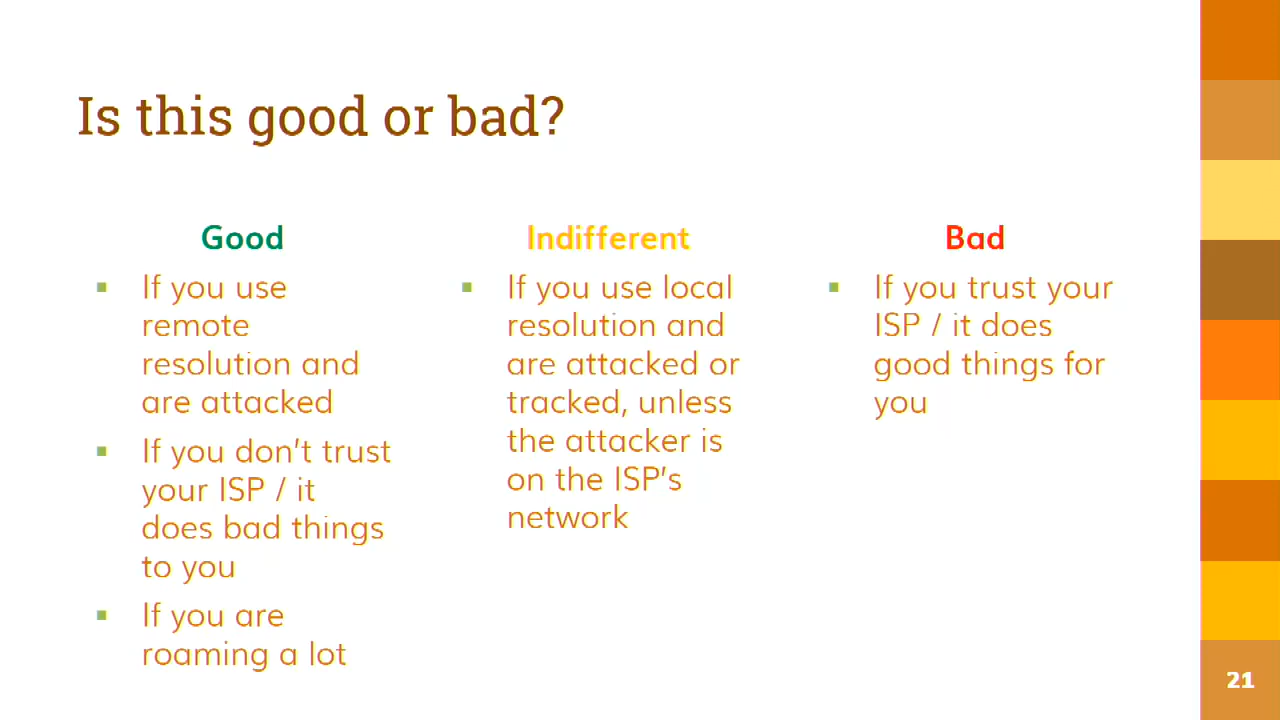 Is this good or bad?
Good
If you use
remote
resolution and
are attacked
If you don't trust
your ISP / it
does bad things
to you
If you are
roaming a lot
Indifferent
If you use local
resolution and
are attacked or
tracked, unless
the attacker is
on the ISP's
network
Bad
If you trust your
ISP / it does
good things for
you
21